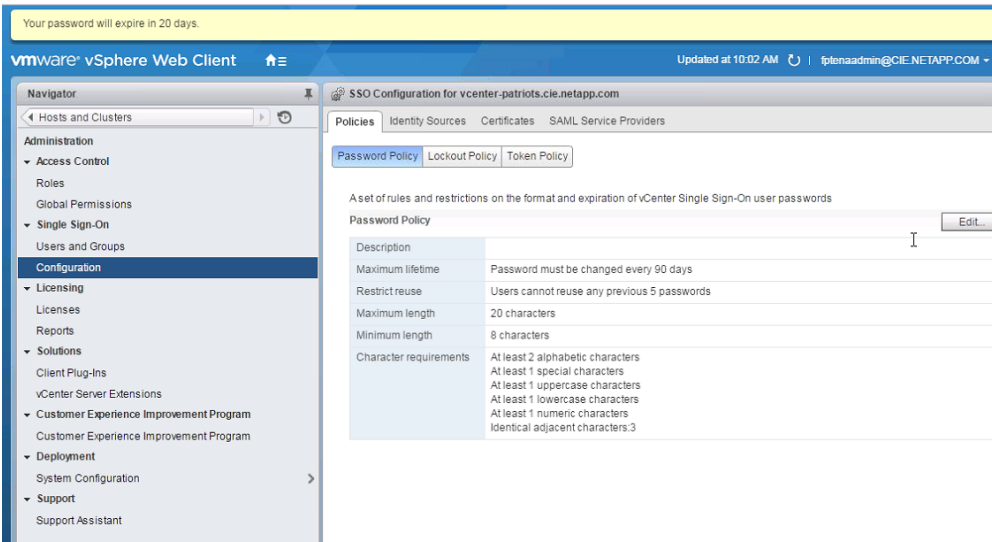 Your password will expire in 20 days.
vmware® vSphere Web Client
Updated at 10:02 AM | fptenaadmin@CIE.NETAPP.COM
Navigator
Hosts and Clusters
Administration
Access Control
Roles
Global Permissions
Single Sign-On
Users and Groups
Configuration
Licensing
Licenses
Reports
Solutions
Client Plug-Ins
vCenter Server Extensions
Customer Experience Improvement Program
Customer Experience Improvement Program
Deployment
System Configuration
Support
Support Assistant
SSO Configuration for vcenter-patriots.cie.netapp.com
Policies Identity Sources Certificates SAML Service Providers
Password Policy Lockout Policy Token Policy
A set of rules and restrictions on the format and expiration of vCenter Single Sign-On user passwords
Password Policy
Edit...
Description
Maximum lifetime Password must be changed every 90 days
Restrict reuse Users cannot reuse any previous 5 passwords
Maximum length 20 characters
Minimum length 8 characters
Character requirements At least 2 alphabetic characters
At least 1 special characters
At least 1 uppercase characters
At least 1 lowercase characters
At least 1 numeric characters
Identical adjacent characters:3